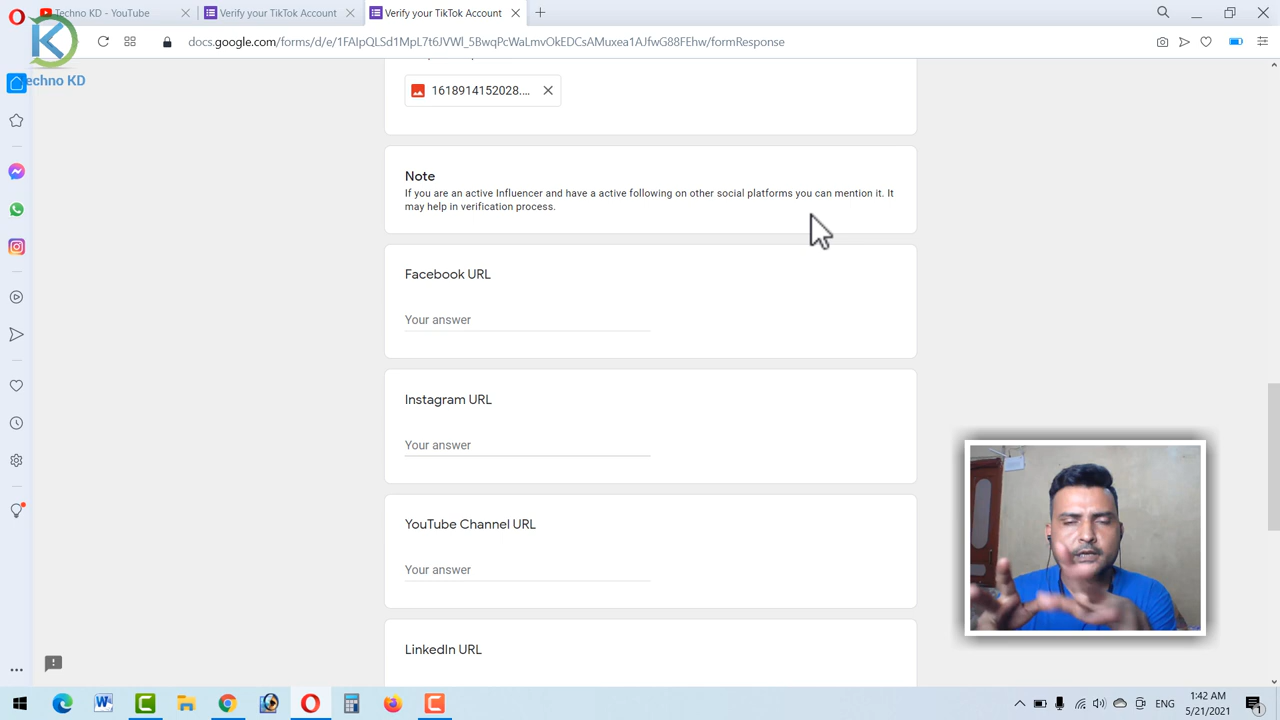 Techno KD - YouTube
Verify your TikTok Account
Verify your TikTok Account
docs.google.com/forms/d/e/1FAIpQLSd1MpL7t6JVWl_5BwqPcWaLmvOkEDCsAMuxea1AJfwG88FEhw/formResponse
echno KD
1618914152028....
Note
If you are an active Influencer and have a active following on other social platforms you can mention it. It
may help in verification process.
Facebook URL
Your answer
Instagram URL
Your answer
YouTube Channel URL
Your answer
LinkedIn URL
1:42 AM
ENG
5/21/2021